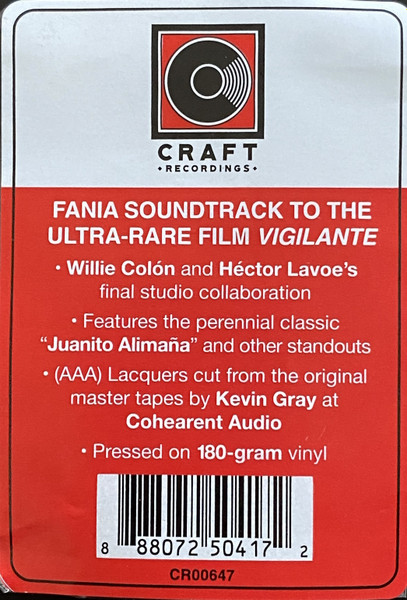 CRAFT
• RECORDINGS •
FANIA SOUNDTRACK TO THE
ULTRA-RARE FILM VIGILANTE
• Willie Colón and Héctor Lavoe's
final studio collaboration
• Features the perennial classic
"Juanito Alimaña" and other standouts
• (AAA) Lacquers cut from the original
master tapes by Kevin Gray at
Cohearent Audio
• Pressed on 180-gram vinyl
8 88072 50417 2
CR00647